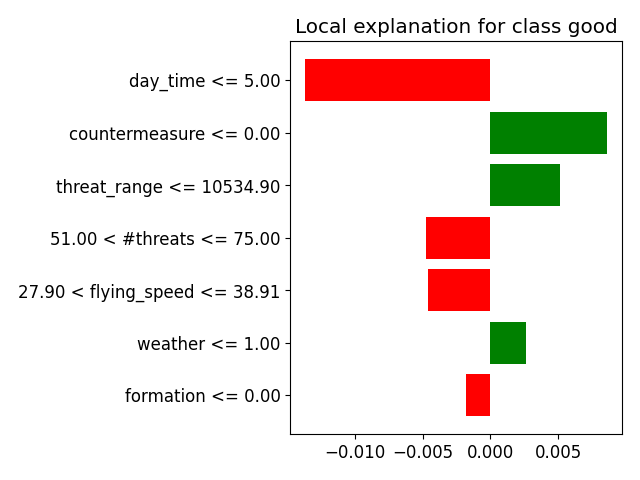 Local explanation for class good
day_time <= 5.00
countermeasure <= 0.00
threat_range <= 10534.90
51.00 < #threats <= 75.00
27.90 < flying_speed <= 38.91
weather <= 1.00
formation <= 0.00
−0.010 −0.005 0.000 0.005